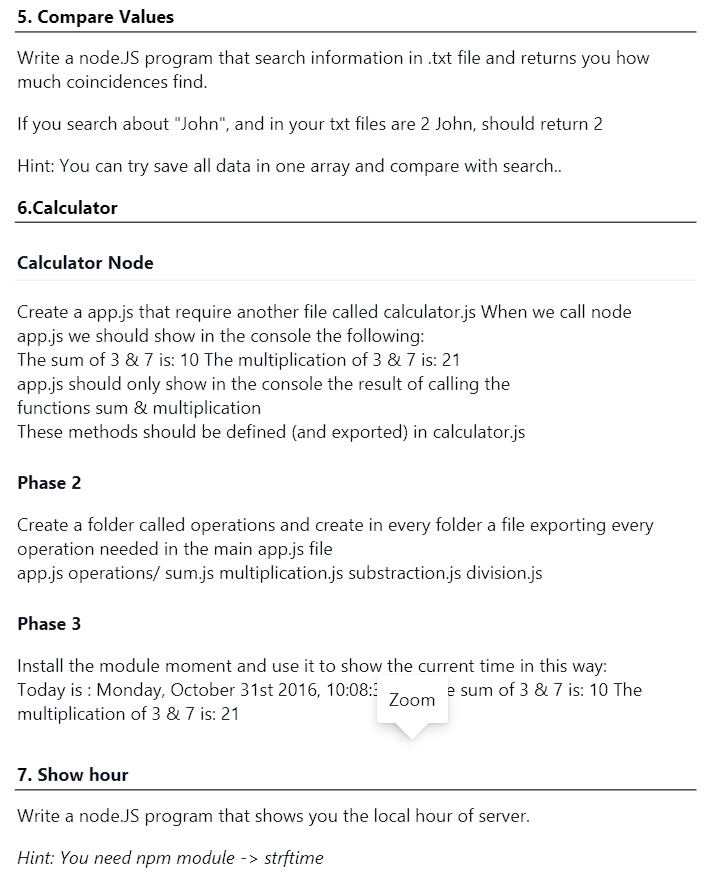 5. Compare Values
Write a node.JS program that search information in .txt file and returns you how
much coincidences find.
If you search about "John", and in your txt files are 2 John, should return 2
Hint: You can try save all data in one array and compare with search..
6.Calculator
Calculator Node
Create a app.js that require another file called calculator.js When we call node
app.js we should show in the console the following:
The sum of 3 & 7 is: 10 The multiplication of 3 & 7 is: 21
app.js should only show in the console the result of calling the
functions sum & multiplication
These methods should be defined (and exported) in calculator.js
Phase 2
Create a folder called operations and create in every folder a file exporting every
operation needed in the main app.js file
app.js operations/ sum.js multiplication.js substraction.js division.js
Phase 3
Install the module moment and use it to show the current time in this way:
Today is : Monday, October 31st 2016, 10:08: sum of 3 & 7 is: 10 The
Zoom
multiplication of 3 & 7 is: 21
7. Show hour
Write a node.JS program that shows you the local hour of server.
Hint: You need npm module -> strftime